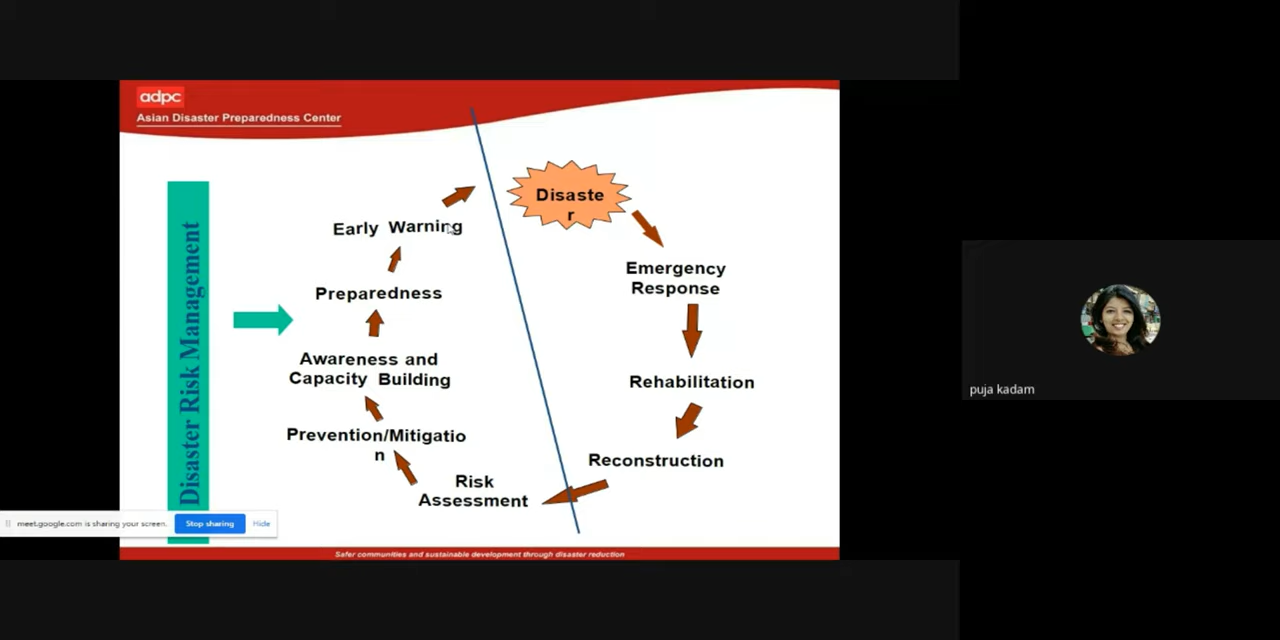 adpc
Asian Disaster Preparedness Center
Disaster Risk Management
Disaste
r
Early Warning
Emergency
Response
Preparedness
Awareness and
Capacity Building
Rehabilitation
Prevention/Mitigatio
n
Reconstruction
Risk
Assessment
meet.google.com is sharing your screen.
Stop sharing
Hide
Safer communities and sustainable development through disaster reduction
puja kadam